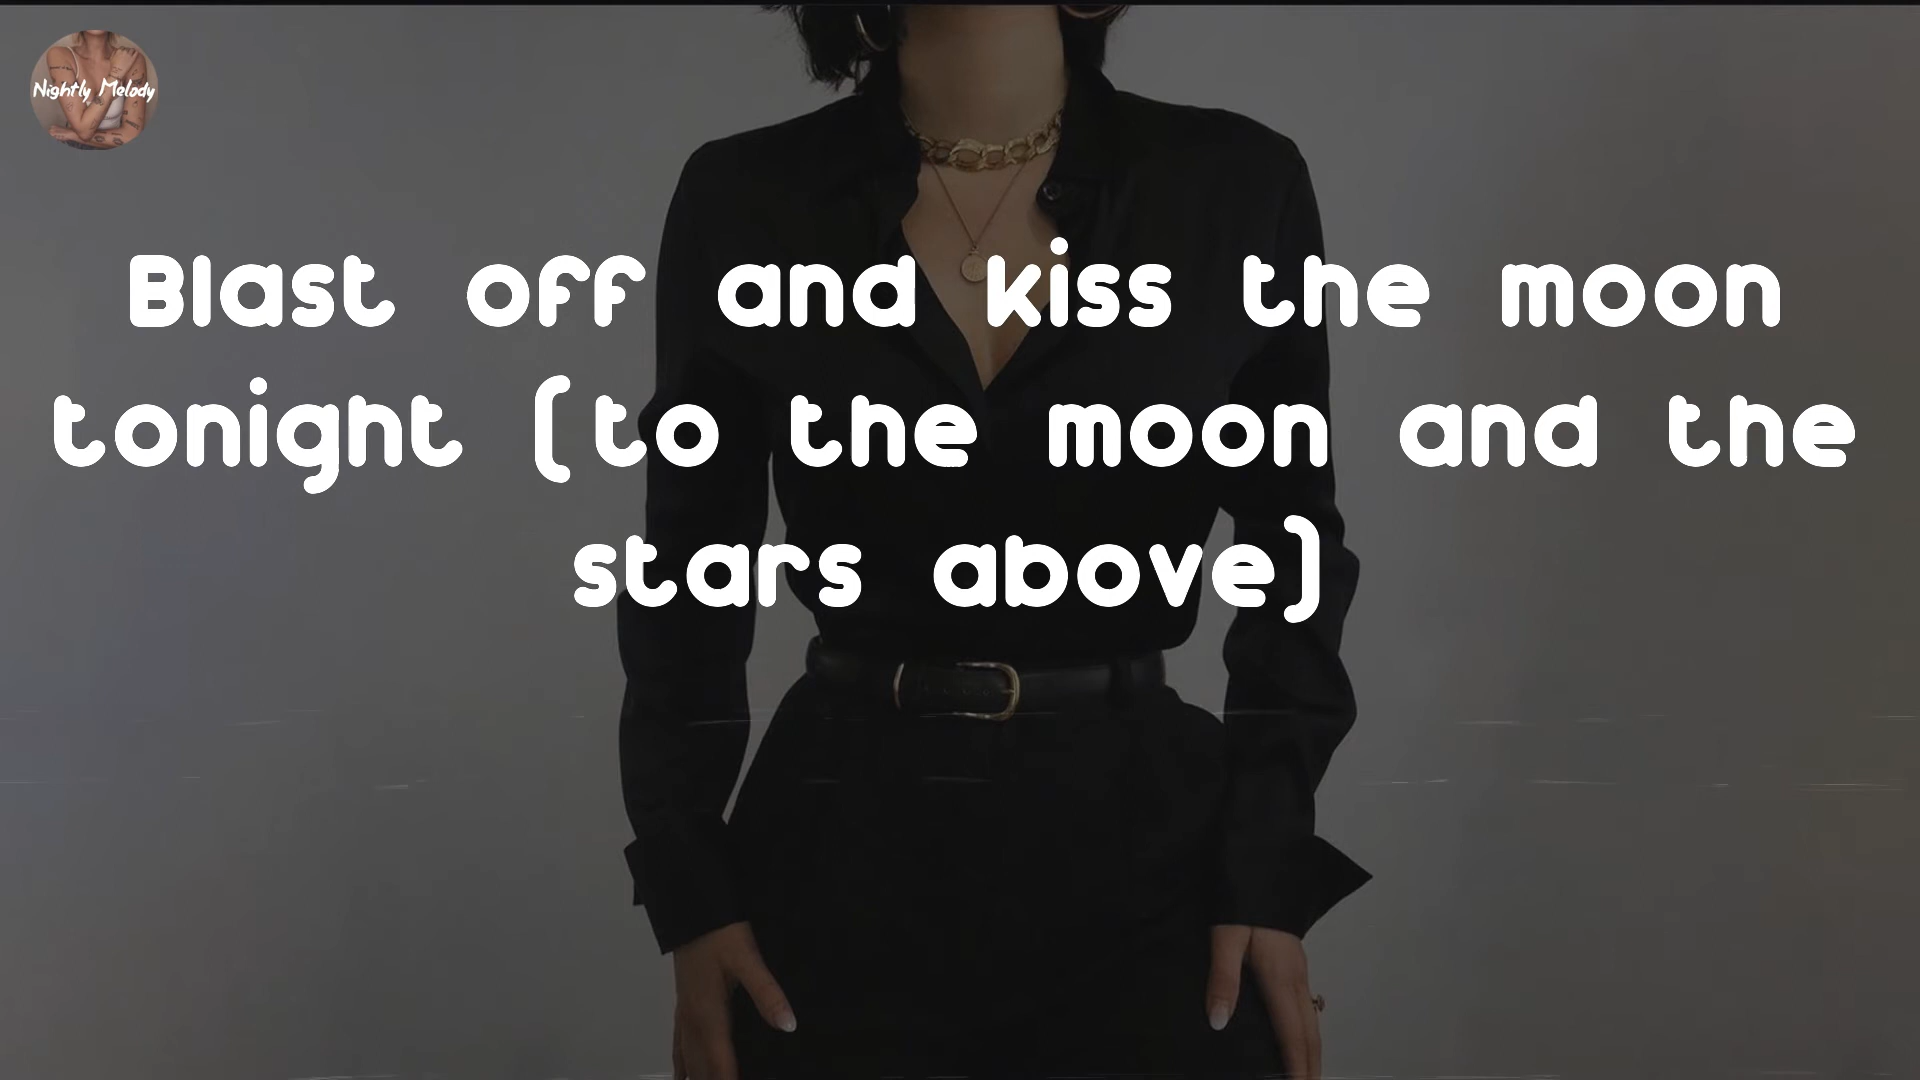 Nightly Melody
Blast off and kiss the moon
tonight (to the moon and the
stars above)